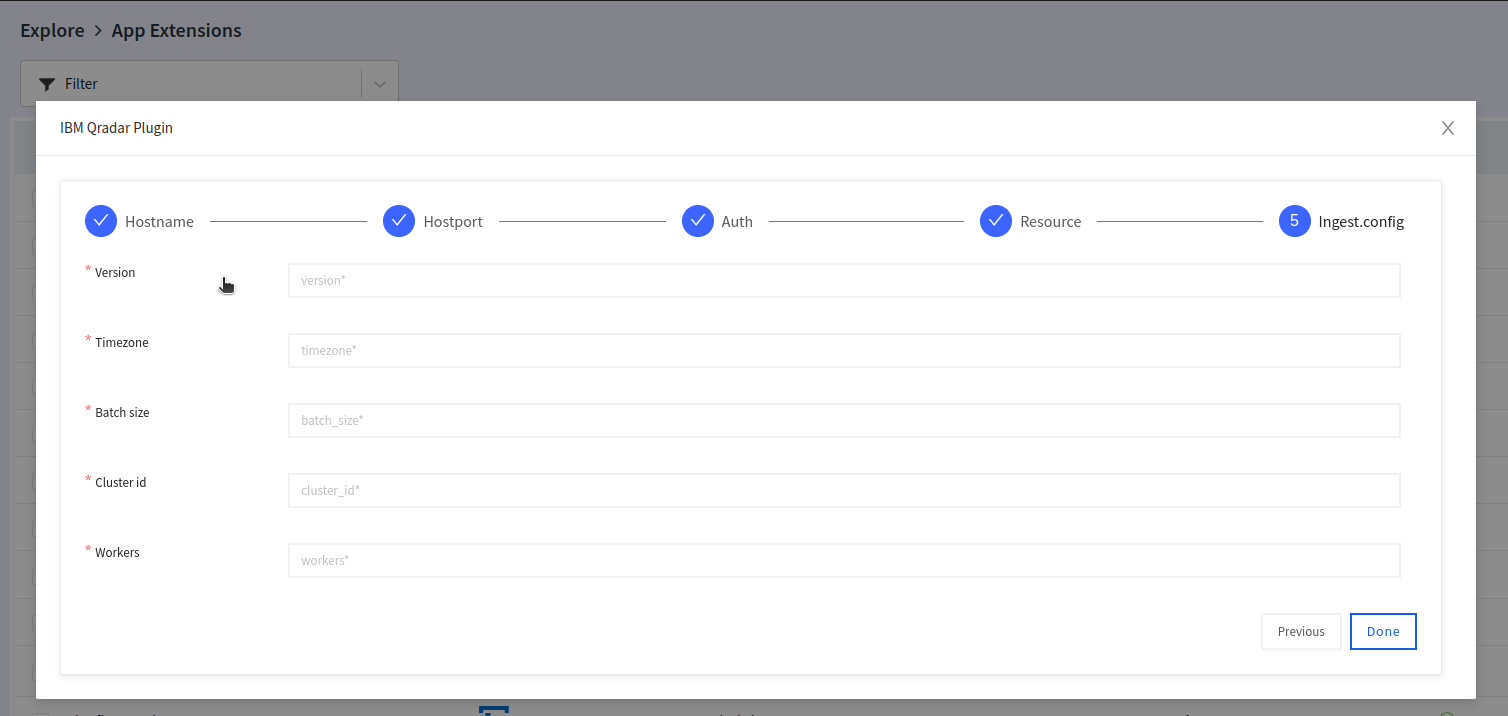 Explore > App Extensions
Filter
IBM Qradar Plugin
Hostname
Hostport
Auth
Resource
5 Ingest.config
* Version
version*
* Timezone
timezone*
* Batch size
batch_size*
* Cluster id
cluster_id*
* Workers
workers*
Previous
Done